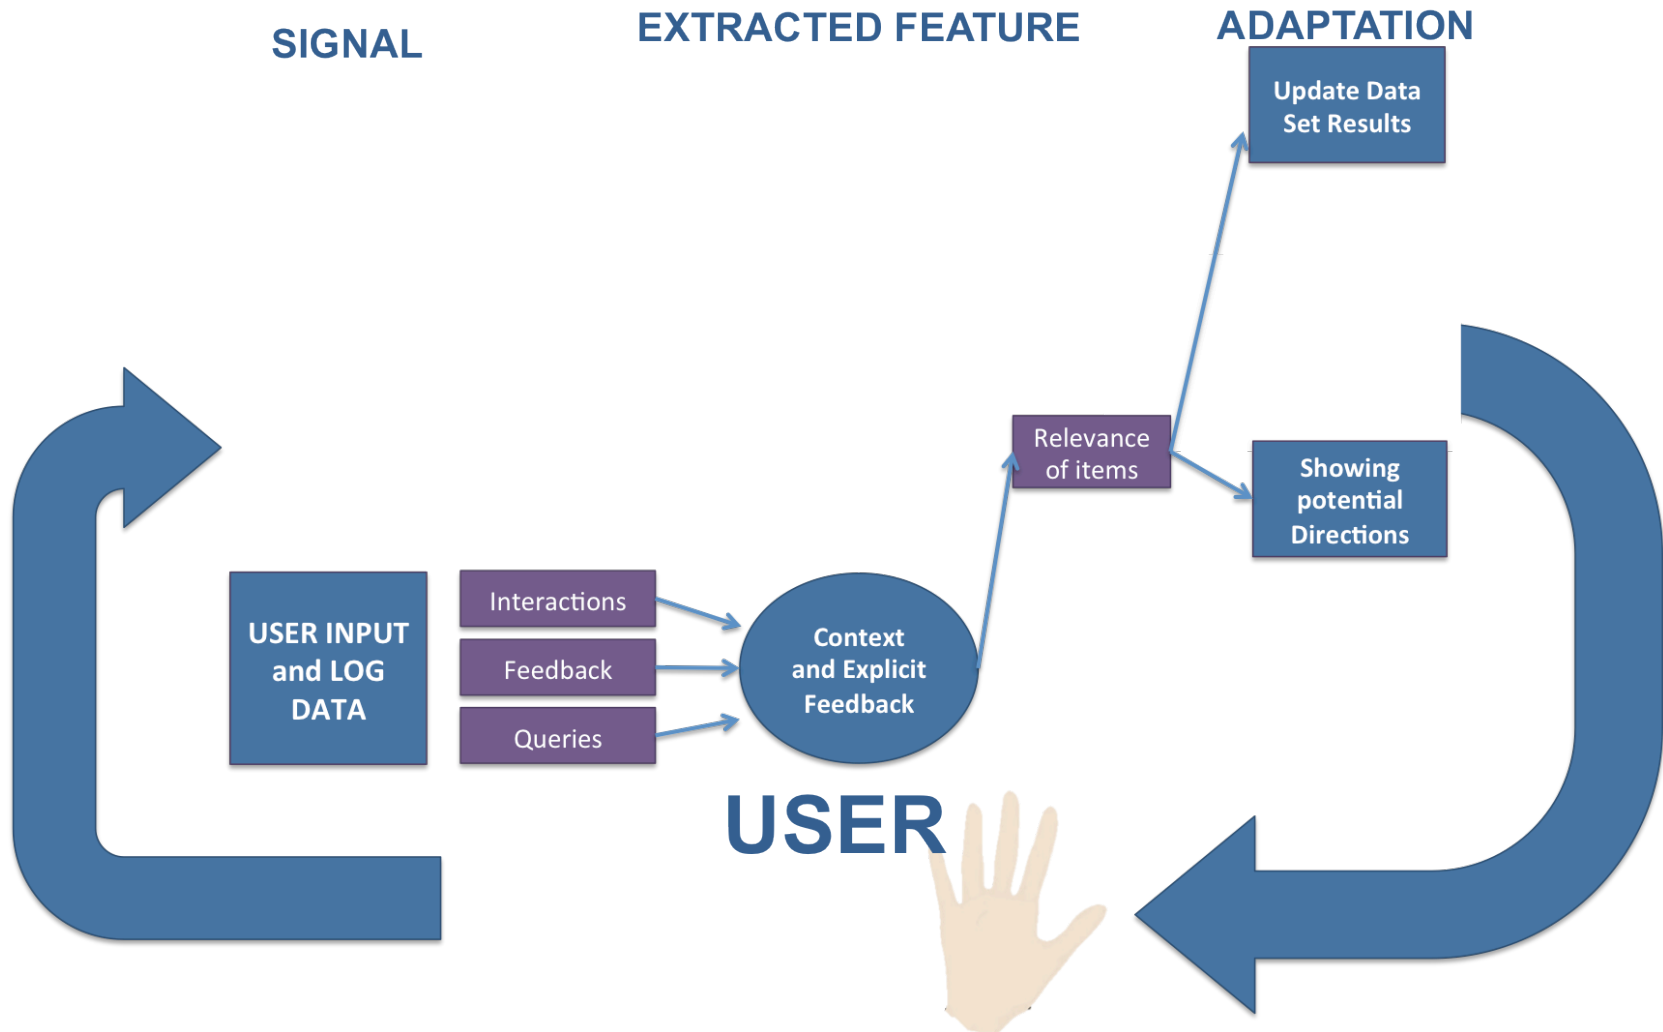 SIGNAL
EXTRACTED FEATURE
ADAPTATION
Update Data
Set Results
Relevance
of items
Showing
potential
Directions
USER INPUT
and LOG
DATA
Interactions
Feedback
Queries
Context
and Explicit
Feedback
USER